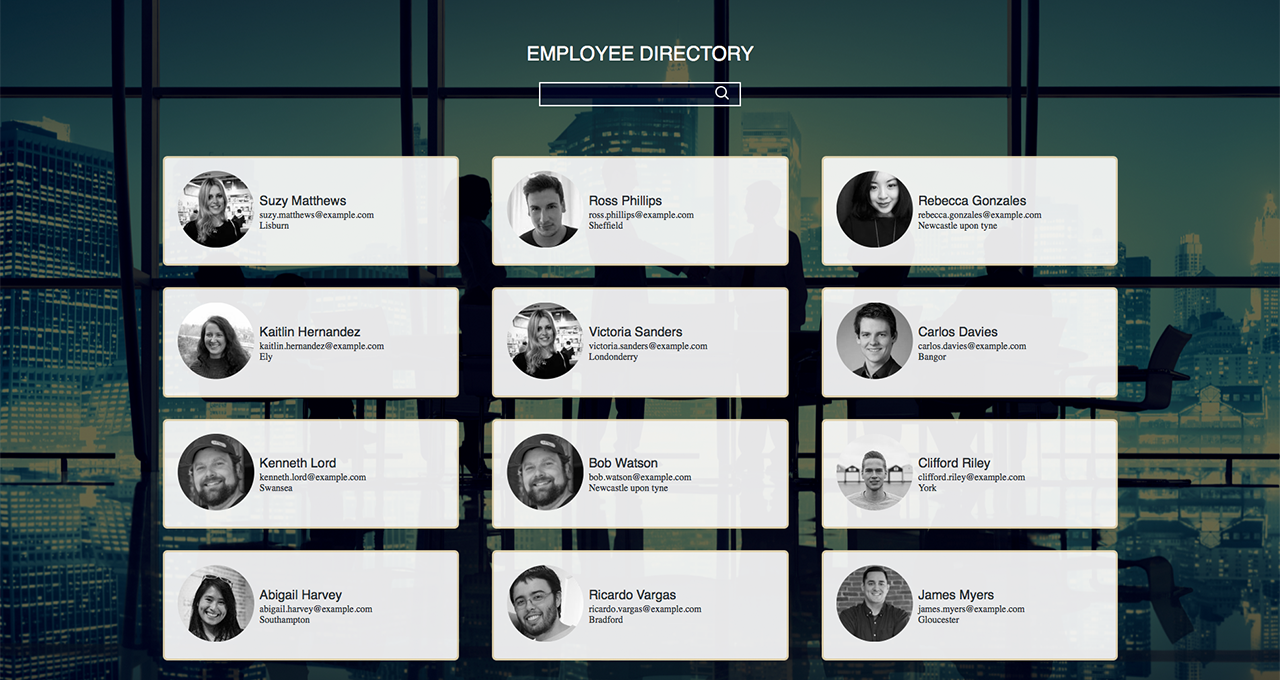 EMPLOYEE DIRECTORY
Suzy Matthews
suzy.matthews@example.com
Lisburn
Ross Phillips
ross.phillips@example.com
Sheffield
Rebecca Gonzales
rebecca.gonzales@example.com
Newcastle upon tyne
Kaitlin Hernandez
kaitlin.hernandez@example.com
Ely
Victoria Sanders
victoria.sanders@example.com
Londonderry
Carlos Davies
carlos.davies@example.com
Bangor
Kenneth Lord
kenneth.lord@example.com
Swansea
Bob Watson
bob.watson@example.com
Newcastle upon tyne
Clifford Riley
clifford.riley@example.com
York
Abigail Harvey
abigail.harvey@example.com
Southampton
Ricardo Vargas
ricardo.vargas@example.com
Bradford
James Myers
james.myers@example.com
Gloucester